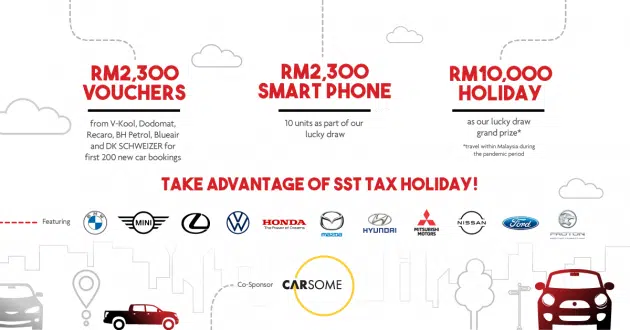 RM2,300
VOUCHERS
from V-Kool, Dodomat,
Recaro, BH Petrol, Blueair
and DK SCHWEIZER for
first 200 new car bookings
RM2,300
SMART PHONE
10 units as part of our
lucky draw
RM10,000
HOLIDAY
as our lucky draw
grand prize*
*travel within Malaysia during
the pandemic period
TAKE ADVANTAGE OF SST TAX HOLIDAY!
Featuring
BMW
MINI
HONDA
The Power of Dreams
mazda
HYUNDAI
MITSUBISHI
MOTORS
NISSAN
Ford
PROTON
Co-Sponsor
CARSOME